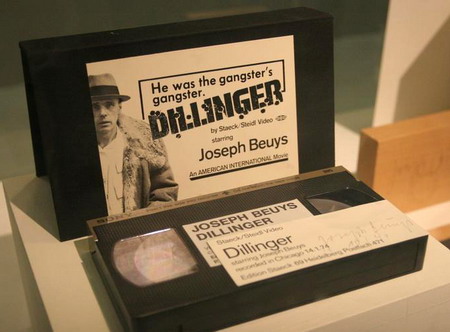 He was the gangster's
gangster.
DILLINGER
by Staeck/Steidl Video
starring
Joseph Beuys
An AMERICAN INTERNATIONAL Movie
SONY
JOSEPH BEUYS
DILLINGER
Staeck/Steidl Video
Dillinger
starring Joseph Beuys
recorded in Chicago 14.1.74
Edition Staeck 69 Heidelberg Postfach 471